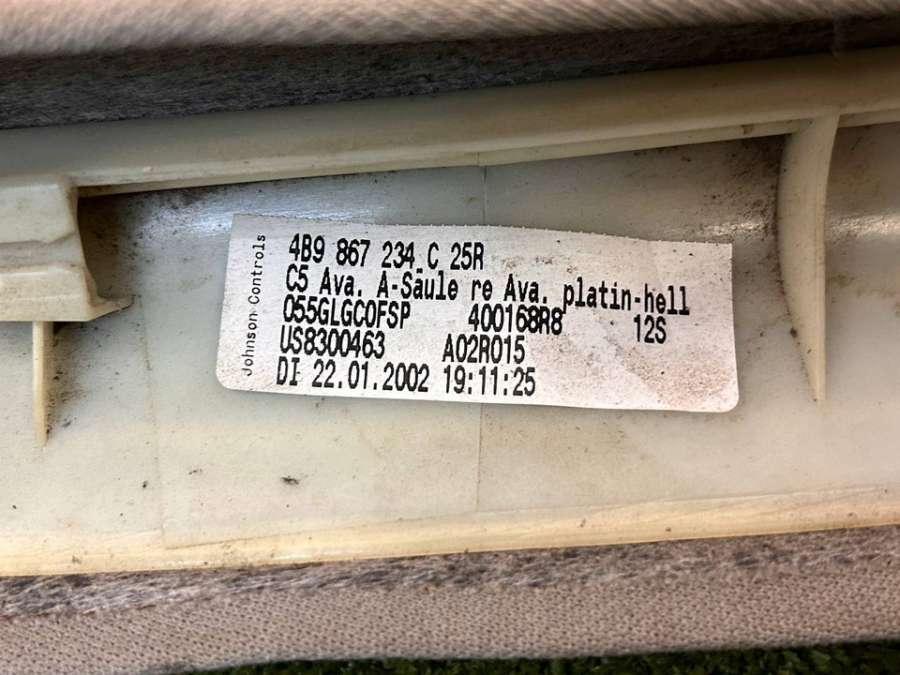 Johnson Controls
4B9 867 234 C 25R
C5 Ava. A-Säule re Ava. platin-hell
055GLGC0FSP 400168R8 12S
US8300463 A02R015
DI 22.01.2002 19:11:25